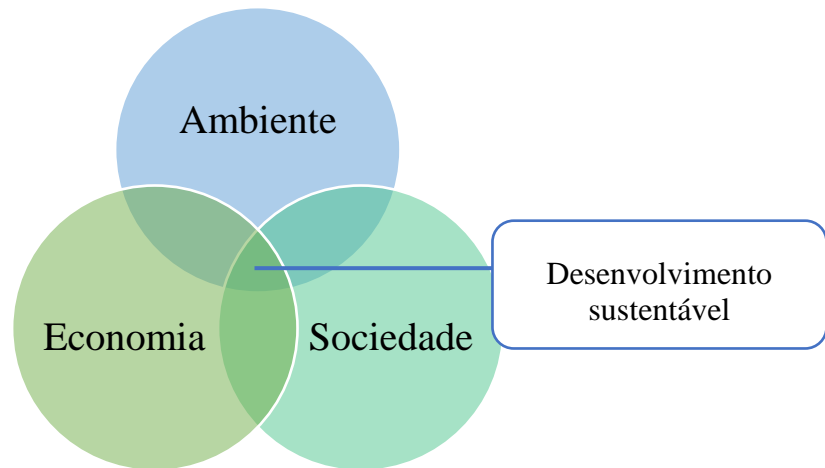 Ambiente
Economia
Sociedade
Desenvolvimento
sustentável